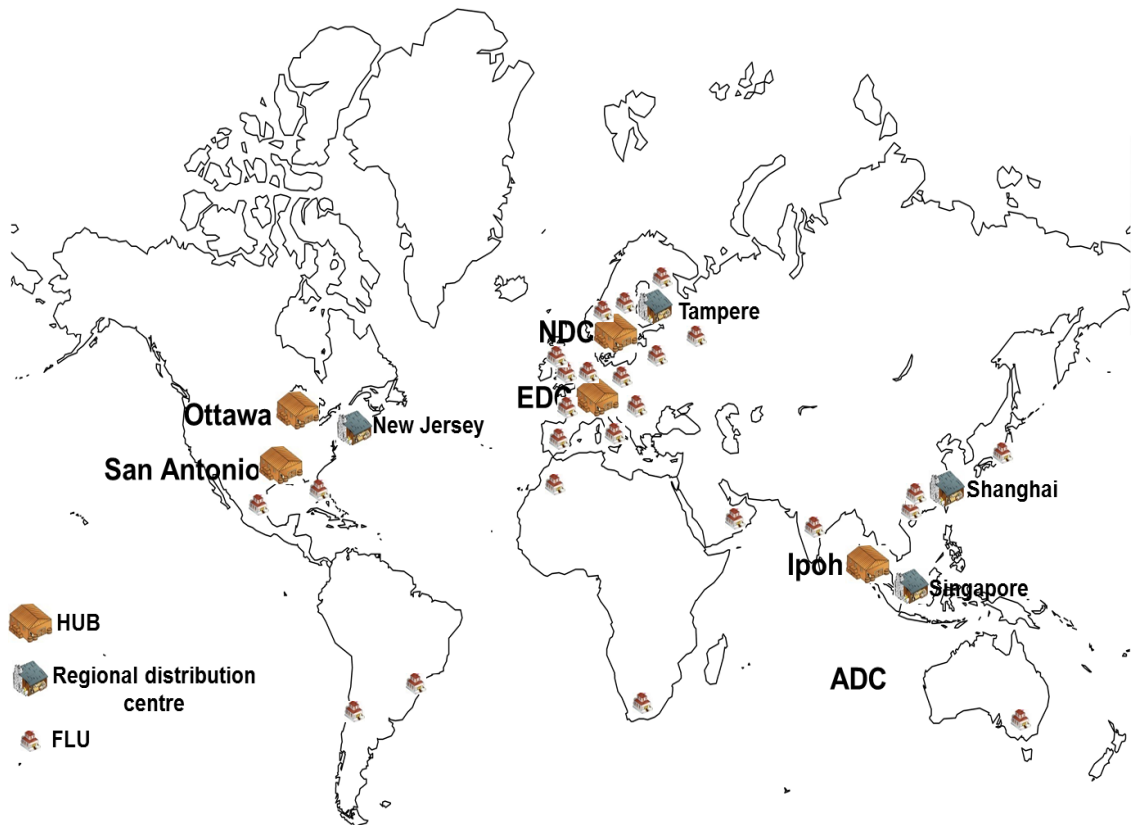 Tampere
NDC
EDC
Ottawa
New Jersey
San Antonio
Shanghai
Ipoh
Singapore
HUB
Regional distribution
centre
ADC
FLU